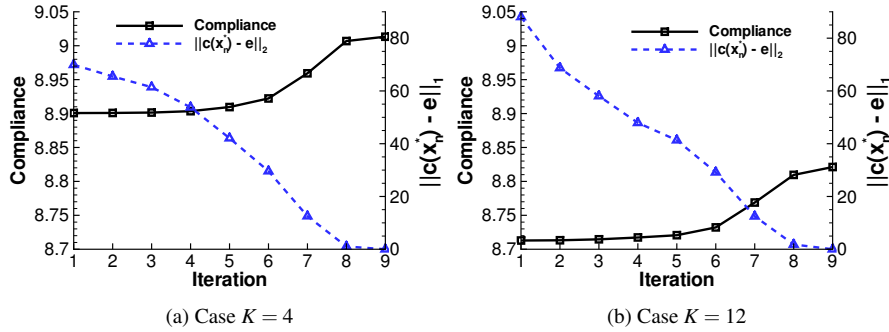 9.05
9
8.95
8.9
8.85
8.8
8.75
8.7
Compliance
Compliance
||c(x*n) - e||2
80
60
40
20
0
||c(x*n) - e||1
1 2 3 4 5 6 7 8 9
Iteration
(a) Case K = 4
9.05
9
8.95
8.9
8.85
8.8
8.75
8.7
Compliance
Compliance
||c(x*n) - e||2
80
60
40
20
0
||c(x*n) - e||1
1 2 3 4 5 6 7 8 9
Iteration
(b) Case K = 12